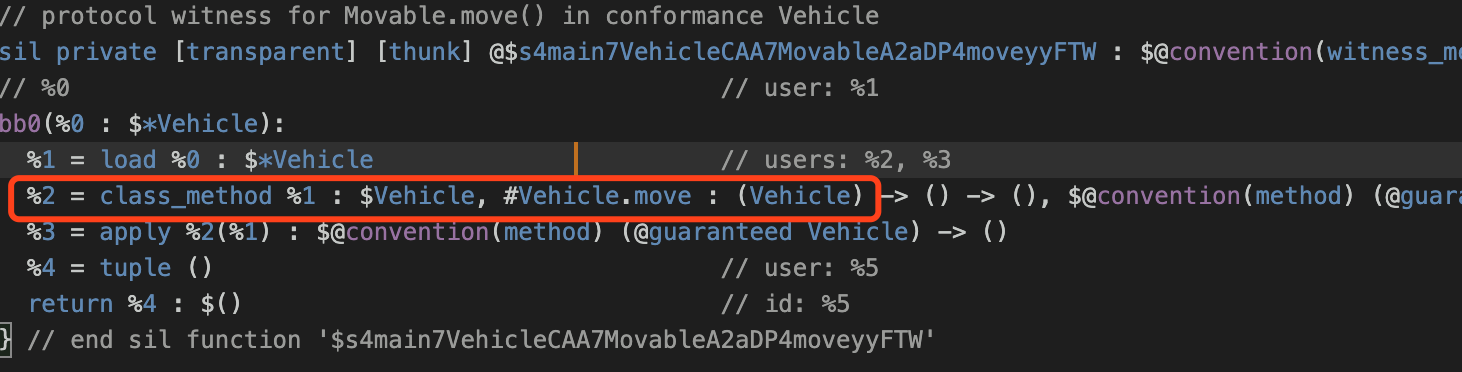 // protocol witness for Movable.move() in conformance Vehicle
sil private [transparent] [thunk] @$s4main7VehicleCAA7MovableA2aDP4moveyyFTW : $@convention(witness_me
// %0 // user: %1
bb0(%0 : $*Vehicle):
%1 = load %0 : $*Vehicle // users: %2, %3
%2 = class_method %1 : $Vehicle, #Vehicle.move : (Vehicle) -> () -> (), $@convention(method) (@guara
%3 = apply %2(%1) : $@convention(method) (@guaranteed Vehicle) -> ()
%4 = tuple () // user: %5
return %4 : $() // id: %5
} // end sil function '$s4main7VehicleCAA7MovableA2aDP4moveyyFTW'